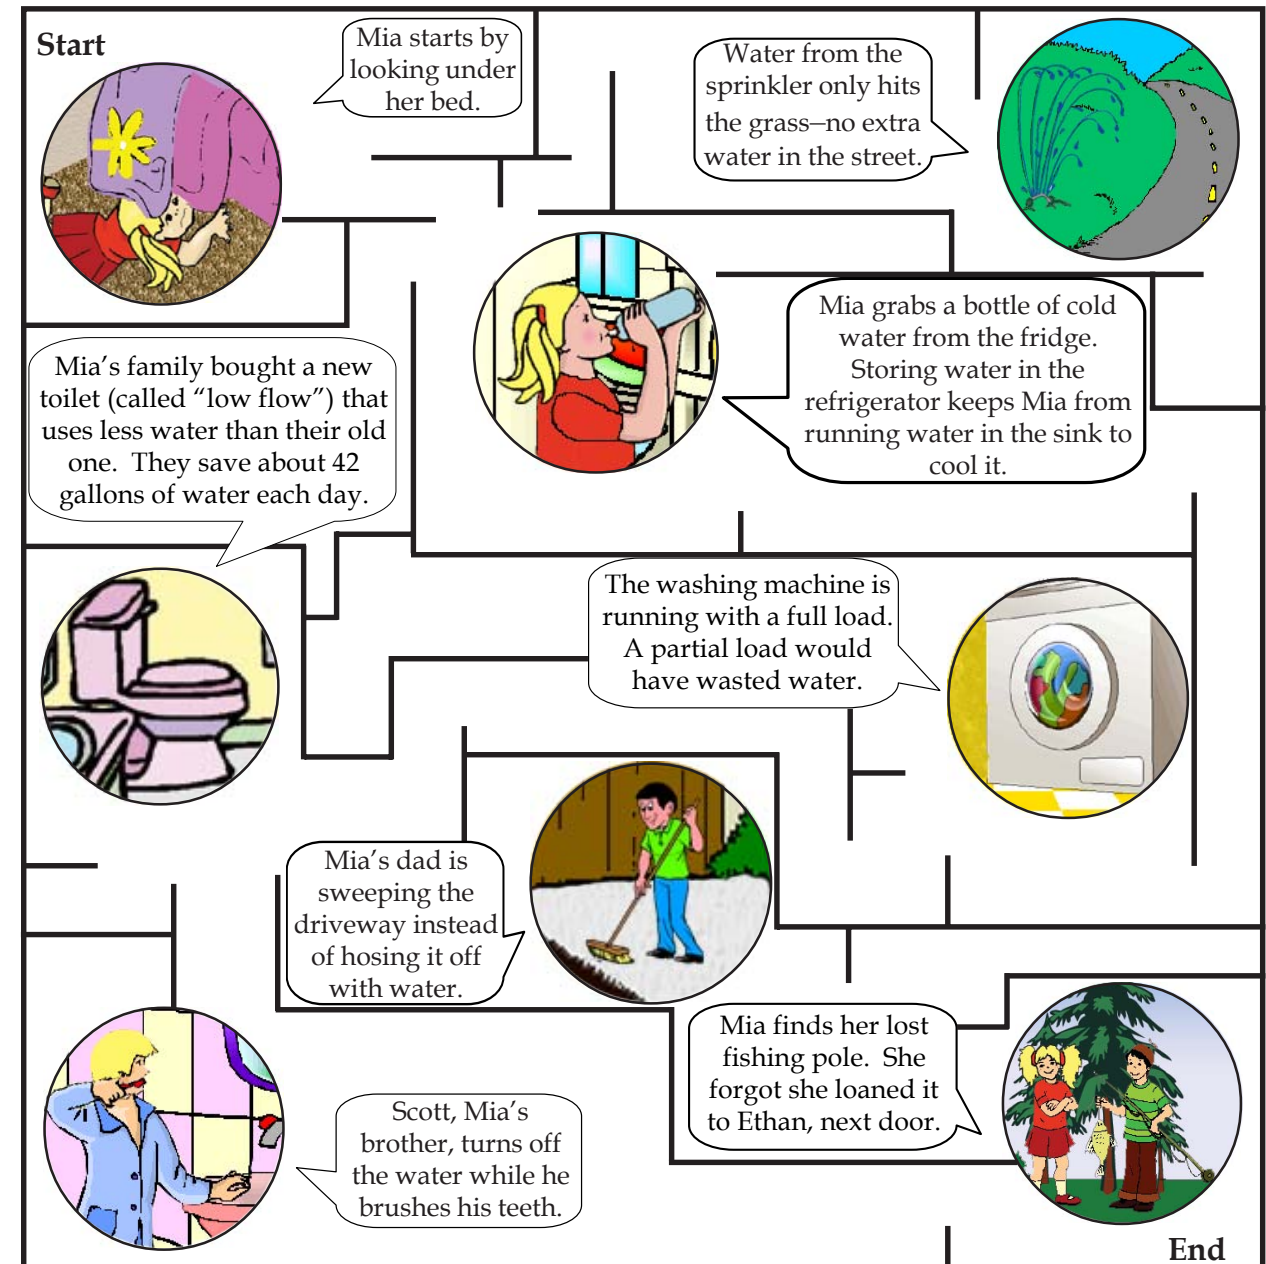 Start
Mia starts by
looking under
her bed.
Water from the
sprinkler only hits
the grass–no extra
water in the street.
Mia grabs a bottle of cold
water from the fridge.
Storing water in the
refrigerator keeps Mia from
running water in the sink to
cool it.
Mia’s family bought a new
toilet (called “low flow”) that
uses less water than their old
one.  They save about 42
gallons of water each day.
The washing machine is
running with a full load.
A partial load would
have wasted water.
Mia’s dad is
sweeping the
driveway instead
of hosing it off
with water.
Mia finds her lost
fishing pole.  She
forgot she loaned it
to Ethan, next door.
Scott, Mia’s
brother, turns off
the water while he
brushes his teeth.
End